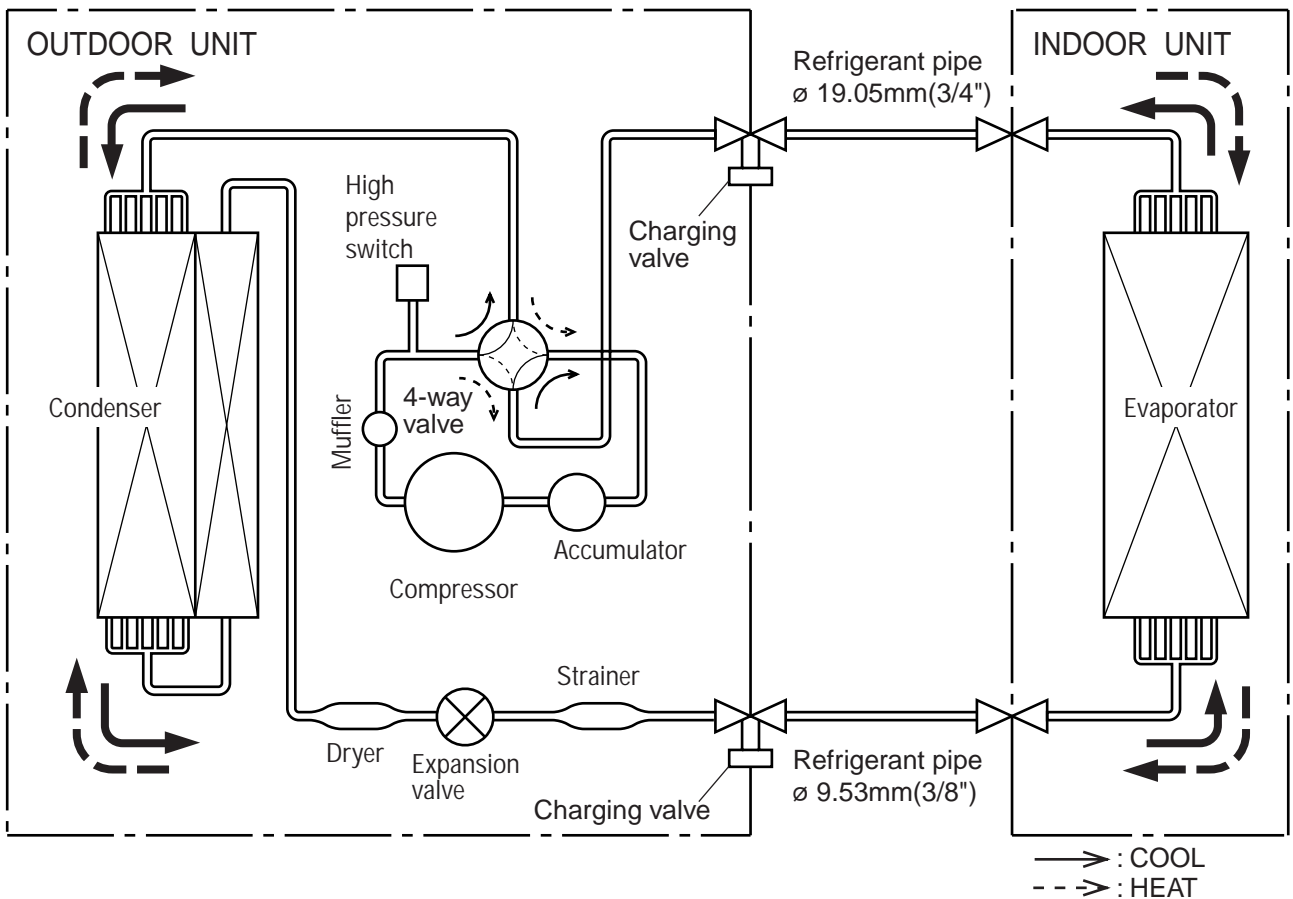 OUTDOOR UNIT
INDOOR UNIT
Refrigerant pipe
ø 19.05mm(3/4")
High
pressure
switch
Charging
valve
Condenser
4-way
valve
Muffler
Evaporator
Accumulator
Compressor
Strainer
Dryer
Expansion
valve
Charging valve
Refrigerant pipe
ø 9.53mm(3/8")
: COOL
: HEAT